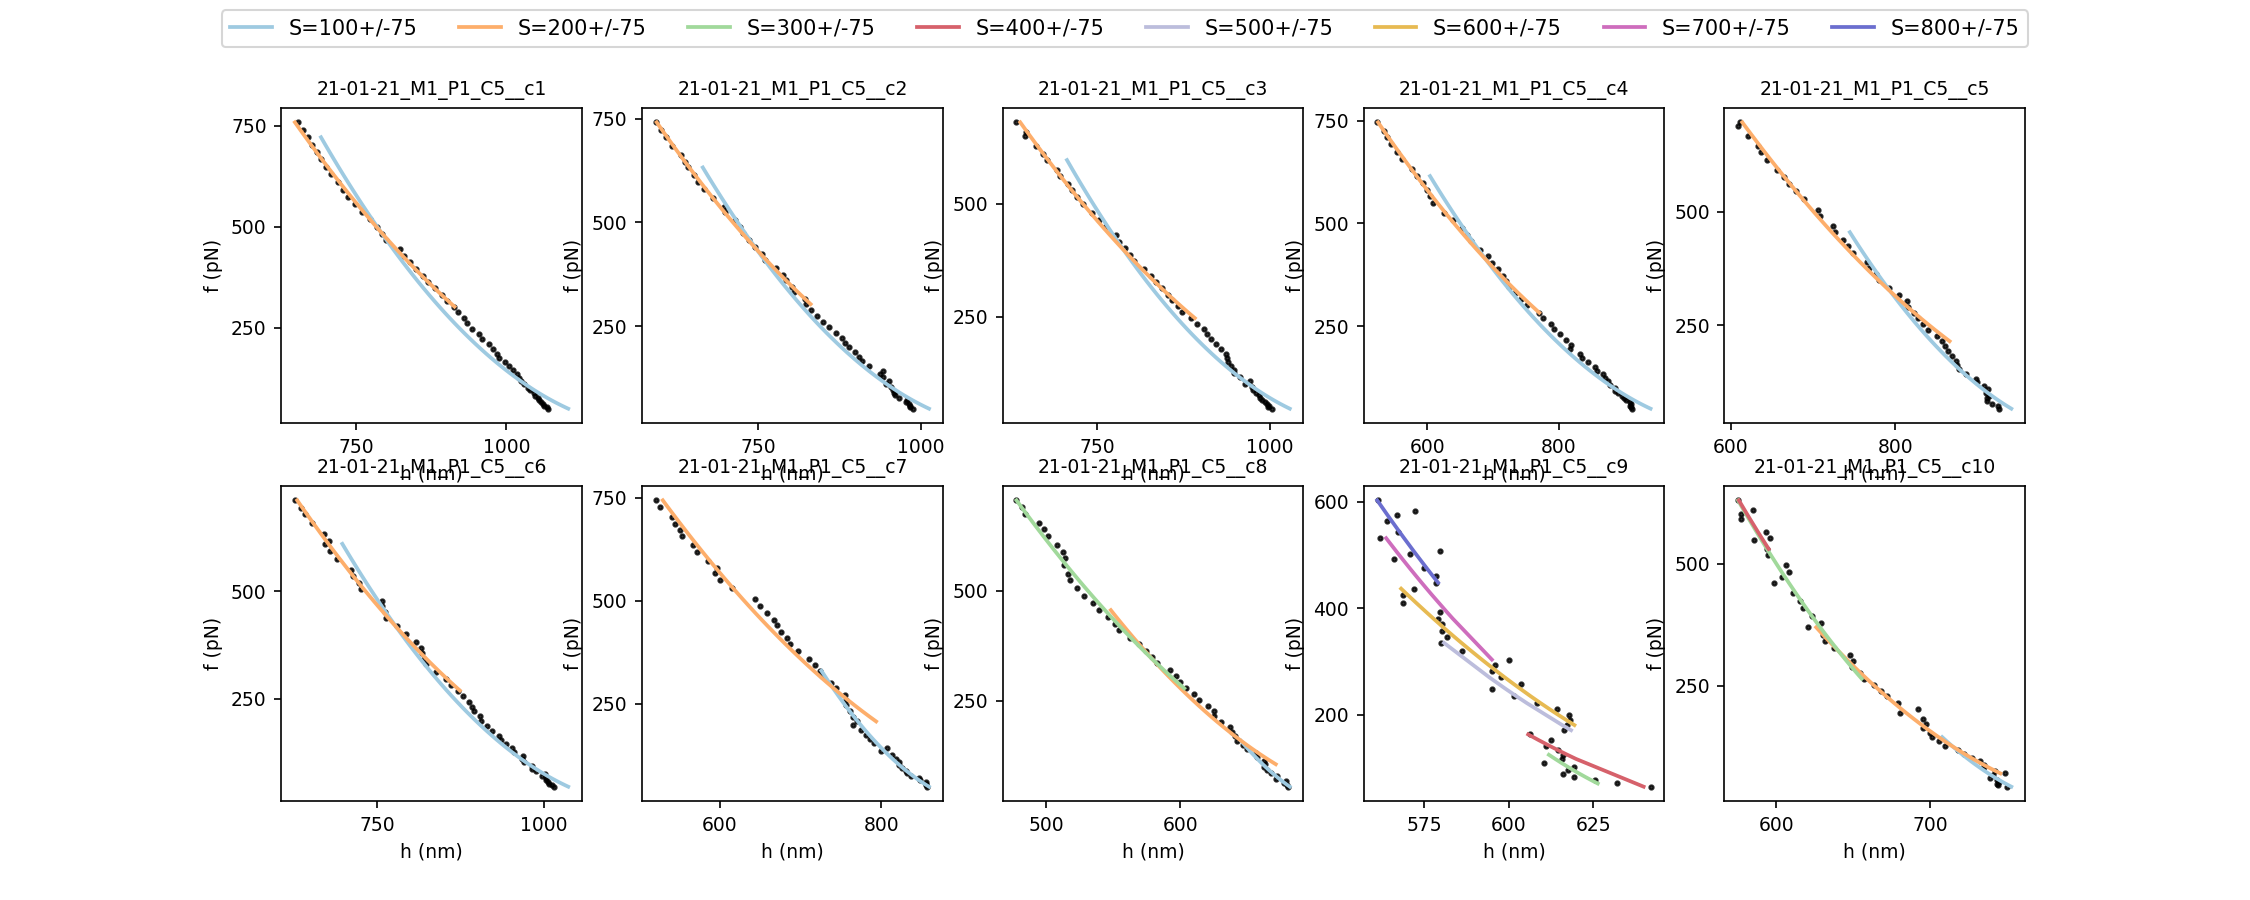 S=100+/-75 S=200+/-75 S=300+/-75 S=400+/-75 S=500+/-75 S=600+/-75 S=700+/-75 S=800+/-75
21-01-21_M1_P1_C5__c1
750
500
250
f (pN)
750 1000
h (nm)
21-01-21_M1_P1_C5__c2
750
500
250
f (pN)
750 1000
h (nm)
21-01-21_M1_P1_C5__c3
500
250
f (pN)
750 1000
h (nm)
21-01-21_M1_P1_C5__c4
750
500
250
f (pN)
600 800
h (nm)
21-01-21_M1_P1_C5__c5
500
250
f (pN)
600 800
h (nm)
21-01-21_M1_P1_C5__c6
500
250
f (pN)
750 1000
h (nm)
21-01-21_M1_P1_C5__c7
750
500
250
f (pN)
600 800
h (nm)
21-01-21_M1_P1_C5__c8
500
250
f (pN)
500 600
h (nm)
21-01-21_M1_P1_C5__c9
600
400
200
f (pN)
575 600 625
h (nm)
21-01-21_M1_P1_C5__c10
500
250
f (pN)
600 700
h (nm)